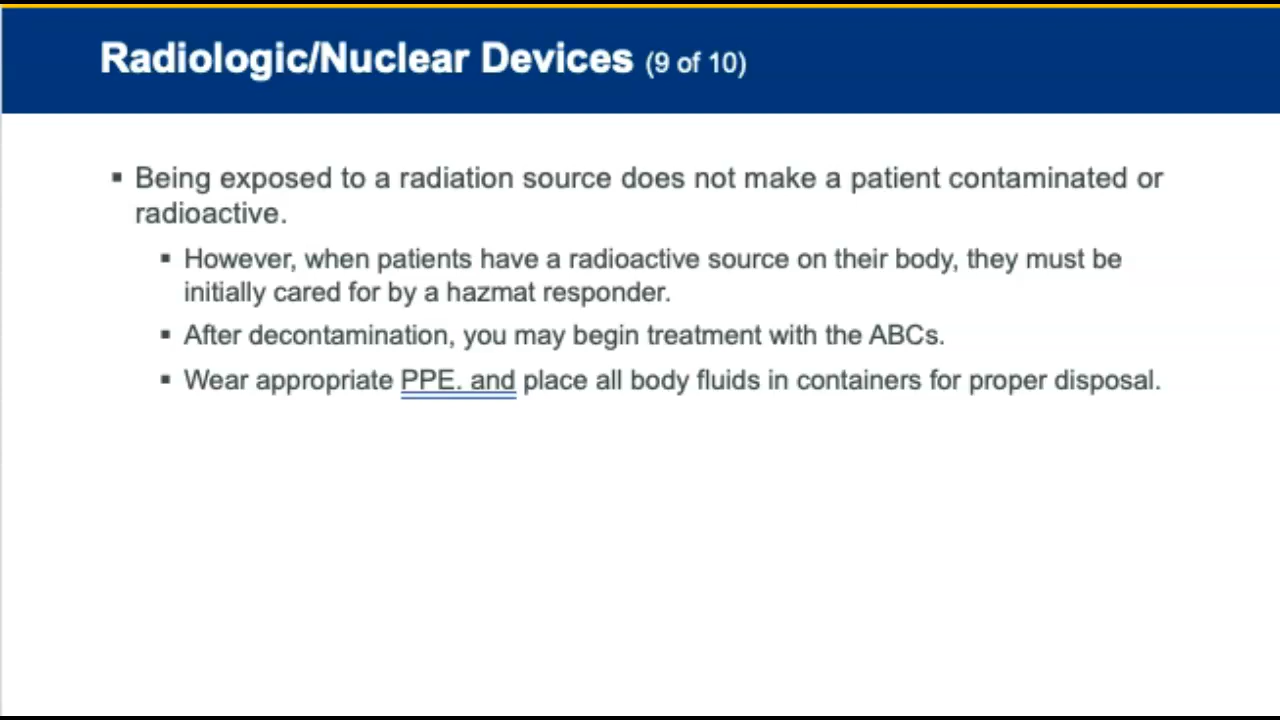 Radiologic/Nuclear Devices (9 of 10)
▪ Being exposed to a radiation source does not make a patient contaminated or
radioactive.
▪ However, when patients have a radioactive source on their body, they must be
initially cared for by a hazmat responder.
▪ After decontamination, you may begin treatment with the ABCs.
▪ Wear appropriate PPE. and place all body fluids in containers for proper disposal.